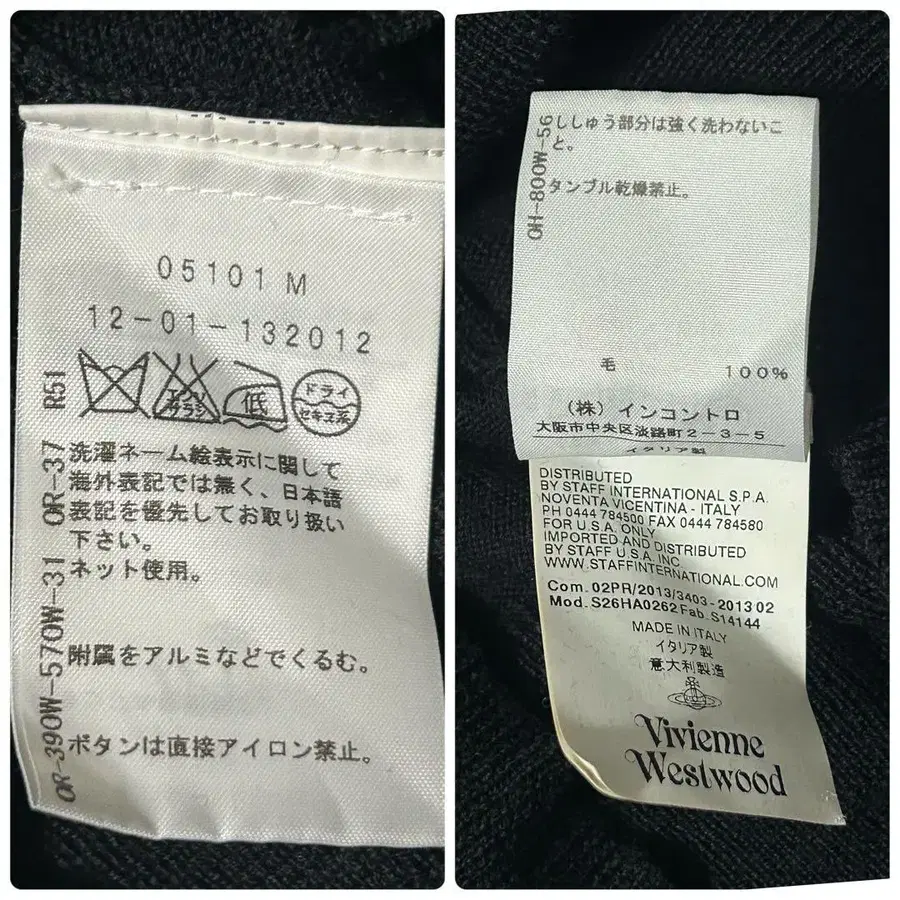 05101 M
12-01-132012
エンソ
サラシ
低
ドライ
セキユ系
洗濯ネーム絵表示に関して
海外表記では無く、日本語
表記を優先してお取り扱い
下さい。
ネット使用。
附属をアルミなどでくるむ。
ボタンは直接アイロン禁止。
OR-390W-570W-31 OR-37 R51
ししゅう部分は強く洗わないこ
と。
タンブル乾燥禁止。
OH-800W-56
毛 100%
(株) インコントロ
大阪市中央区淡路町2-3-5
イタリア製
DISTRIBUTED
BY STAFF INTERNATIONAL S.P.A.
NOVENTA VICENTINA - ITALY
PH 0444 784500 FAX 0444 784580
FOR U.S.A. ONLY
IMPORTED AND DISTRIBUTED
BY STAFF U.S.A. INC
WWW.STAFFINTERNATIONAL.COM
Com. 02PR/2013/3403-2013 02
Mod. S26HA0262 Fab. S14144
MADE IN ITALY
イタリア製
意大利製造
Vivienne
Westwood